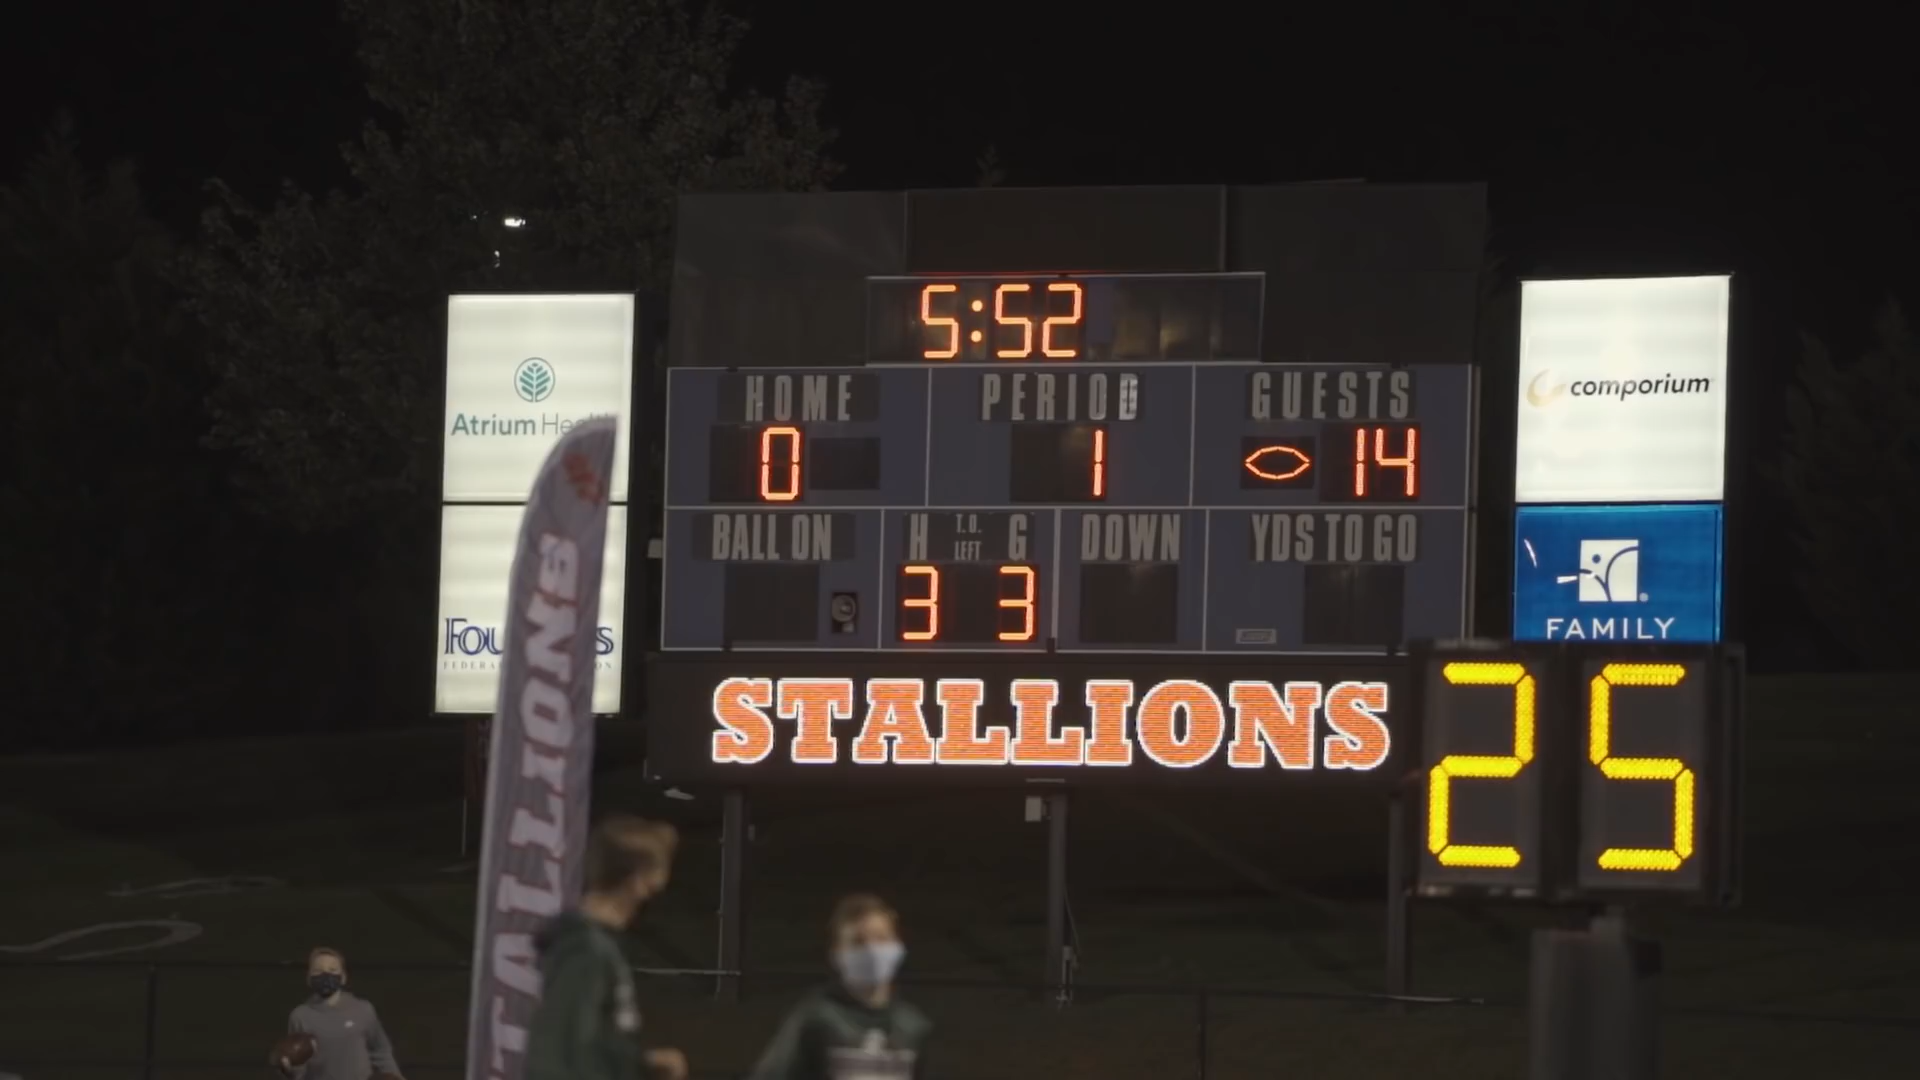 5:52
HOME PERIOD GUESTS
0 1 14
BALL ON H T.O. LEFT G DOWN YDS TO GO
3 3
STALLIONS
Atrium
comporium
FAMILY
25
STALLIONS